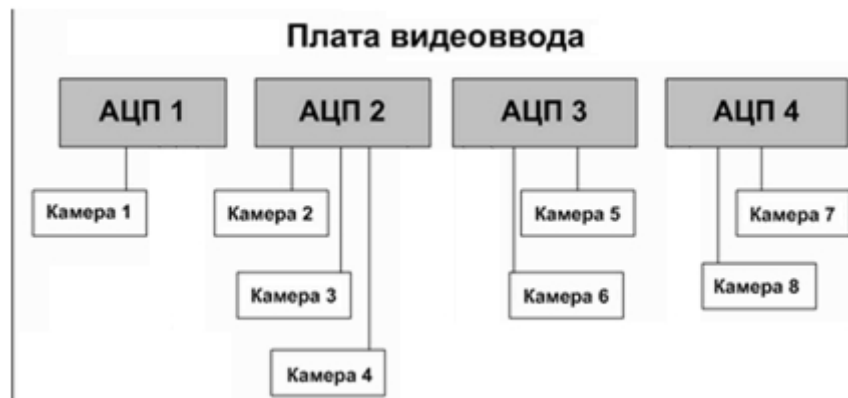 Плата видеоввода
АЦП 1
АЦП 2
АЦП 3
АЦП 4
Камера 1
Камера 2
Камера 5
Камера 7
Камера 3
Камера 6
Камера 8
Камера 4